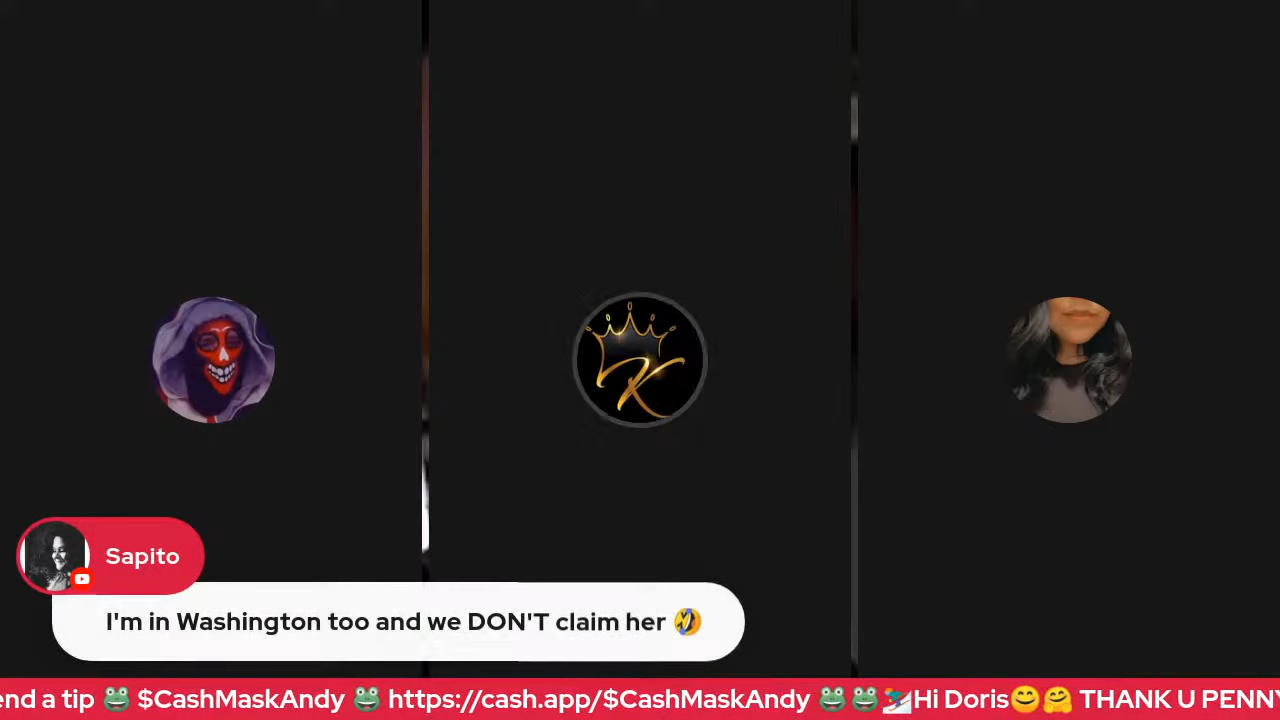 K
Sapito
I'm in Washington too and we DON'T claim her 🤣
end a tip 🐸 $CashMaskAndy 🐸 https://cash.app/$CashMaskAndy 🐸🐸⛷️Hi Doris😊🤗 THANK U PENNY